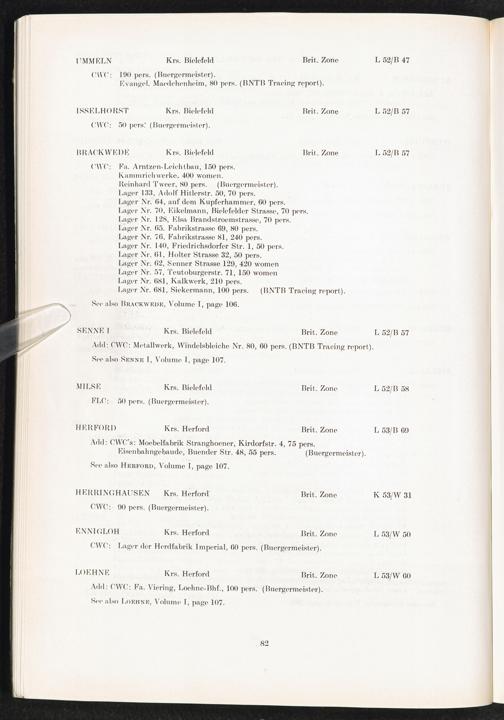 UMMELN Krs. Bielefeld Brit. Zone L 52/B 47
CWC: 190 pers. (Buergermeister).
Evangel. Maedchenheim, 80 pers. (BNTB Tracing report).
ISSELHORST Krs. Bielefeld Brit. Zone L 52/B 57
CWC: 50 pers. (Buergermeister).
BRACKWEDE Krs. Bielefeld Brit. Zone L 52/B 57
CWC: Fa. Arntzen-Leichtbau, 150 pers.
Kammrichwerke, 400 women.
Reinhard Tweer, 80 pers. (Buergermeister).
Lager 133, Adolf Hitlerstr. 50, 70 pers.
Lager Nr. 64, auf dem Kupferhammer, 60 pers.
Lager Nr. 70, Eikelmann, Bielefelder Strasse, 70 pers.
Lager Nr. 128, Elsa Brandstroemstrasse, 70 pers.
Lager Nr. 65, Fabrikstrasse 69, 80 pers.
Lager Nr. 76, Fabrikstrasse 81, 240 pers.
Lager Nr. 140, Friedrichsdorfer Str. 1, 50 pers.
Lager Nr. 61, Holter Strasse 32, 50 pers.
Lager Nr. 62, Senner Strasse 129, 420 women
Lager Nr. 57, Teutoburgerstr. 71, 150 women
Lager Nr. 681, Kalkwerk, 210 pers.
Lager Nr. 681, Siekermann, 100 pers. (BNTB Tracing report).
See also BRACKWEDE, Volume I, page 106.
SENNE I Krs. Bielefeld Brit. Zone L 52/B 57
Add: CWC: Metallwerk, Windelsbleiche Nr. 80, 60 pers. (BNTB Tracing report).
See also SENNE I, Volume I, page 107.
MILSE Krs. Bielefeld Brit. Zone L 52/B 58
FLC: 50 pers. (Buergermeister).
HERFORD Krs. Herford Brit. Zone L 53/B 69
Add: CWC's: Moebelfabrik Stranghoener, Kirdorfstr. 4, 75 pers.
Eisenbahngebaude, Buender Str. 48, 55 pers. (Buergermeister).
See also HERFORD, Volume I, page 107.
HERRINGHAUSEN Krs. Herford Brit. Zone K 53/W 31
CWC: 90 pers. (Buergermeister).
ENNIGLOH Krs. Herford Brit. Zone L 53/W 50
CWC: Lager der Herdfabrik Imperial, 60 pers. (Buergermeister).
LOEHNE Krs. Herford Brit. Zone L 53/W 60
Add: CWC: Fa. Viering, Loehne-Bhf., 100 pers. (Buergermeister).
See also LOEHNE, Volume I, page 107.
82